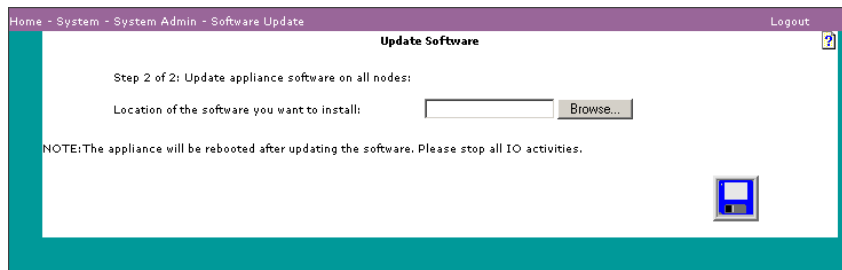 Home - System - System Admin - Software Update Logout
Update Software
?
Step 2 of 2: Update appliance software on all nodes:
Location of the software you want to install: Browse...
NOTE:The appliance will be rebooted after updating the software. Please stop all IO activities.